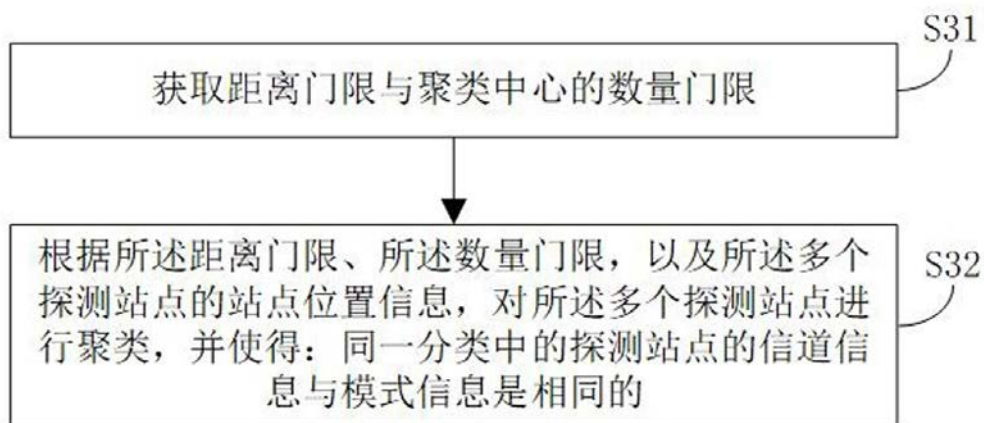 S31
获取距离门限与聚类中心的数量门限
根据所述距离门限、所述数量门限，以及所述多个
探测站点的站点位置信息，对所述多个探测站点进
行聚类，并使得：同一分类中的探测站点的信道信
息与模式信息是相同的
S32